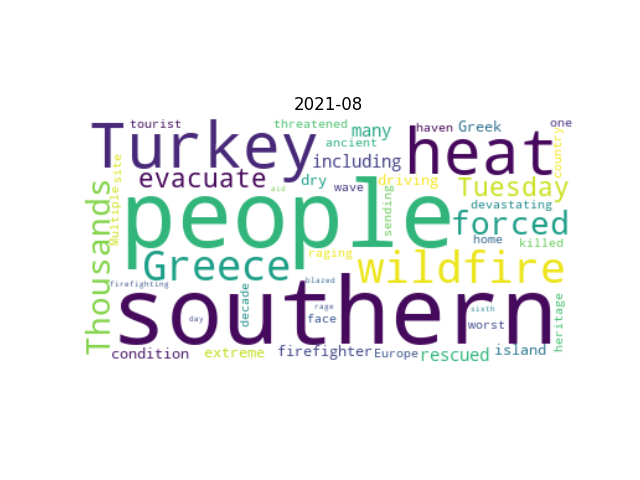 2021-08
tourist threatened many haven Greek one
Turkey heat
ancient
including
country
site
evacuate dry wave driving Tuesday
aid
people
sending
devastating
forced
Multiple
Thousands
home killed
raging
Greece wildfire
firefighting blazed
southern
decade
rage sixth
day face worst
heritage
condition extreme firefighter Europe rescued island